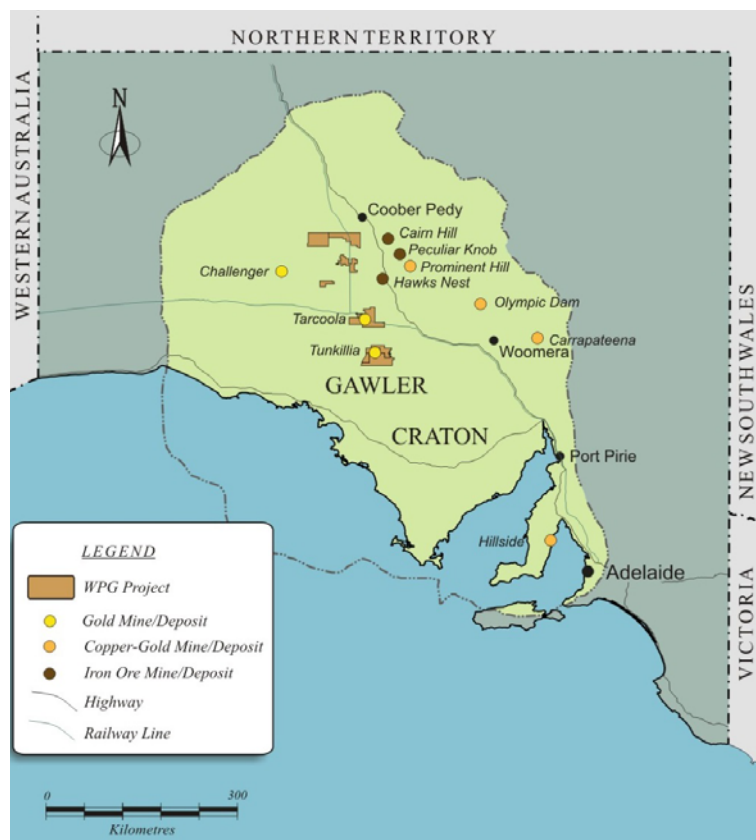 NORTHERN TERRITORY
WESTERN AUSTRALIA
N
Coober Pedy
Cairn Hill
Peculiar Knob
Prominent Hill
Challenger
Hawks Nest
Olympic Dam
Tarcoola
Carrapateena
Woomera
Tunkillia
GAWLER
CRATON
NEW SOUTH WALES
Port Pirie
Hillside
Adelaide
VICTORIA
LEGEND
WPG Project
Gold Mine/Deposit
Copper-Gold Mine/Deposit
Iron Ore Mine/Deposit
Highway
Railway Line
0 300
Kilometres